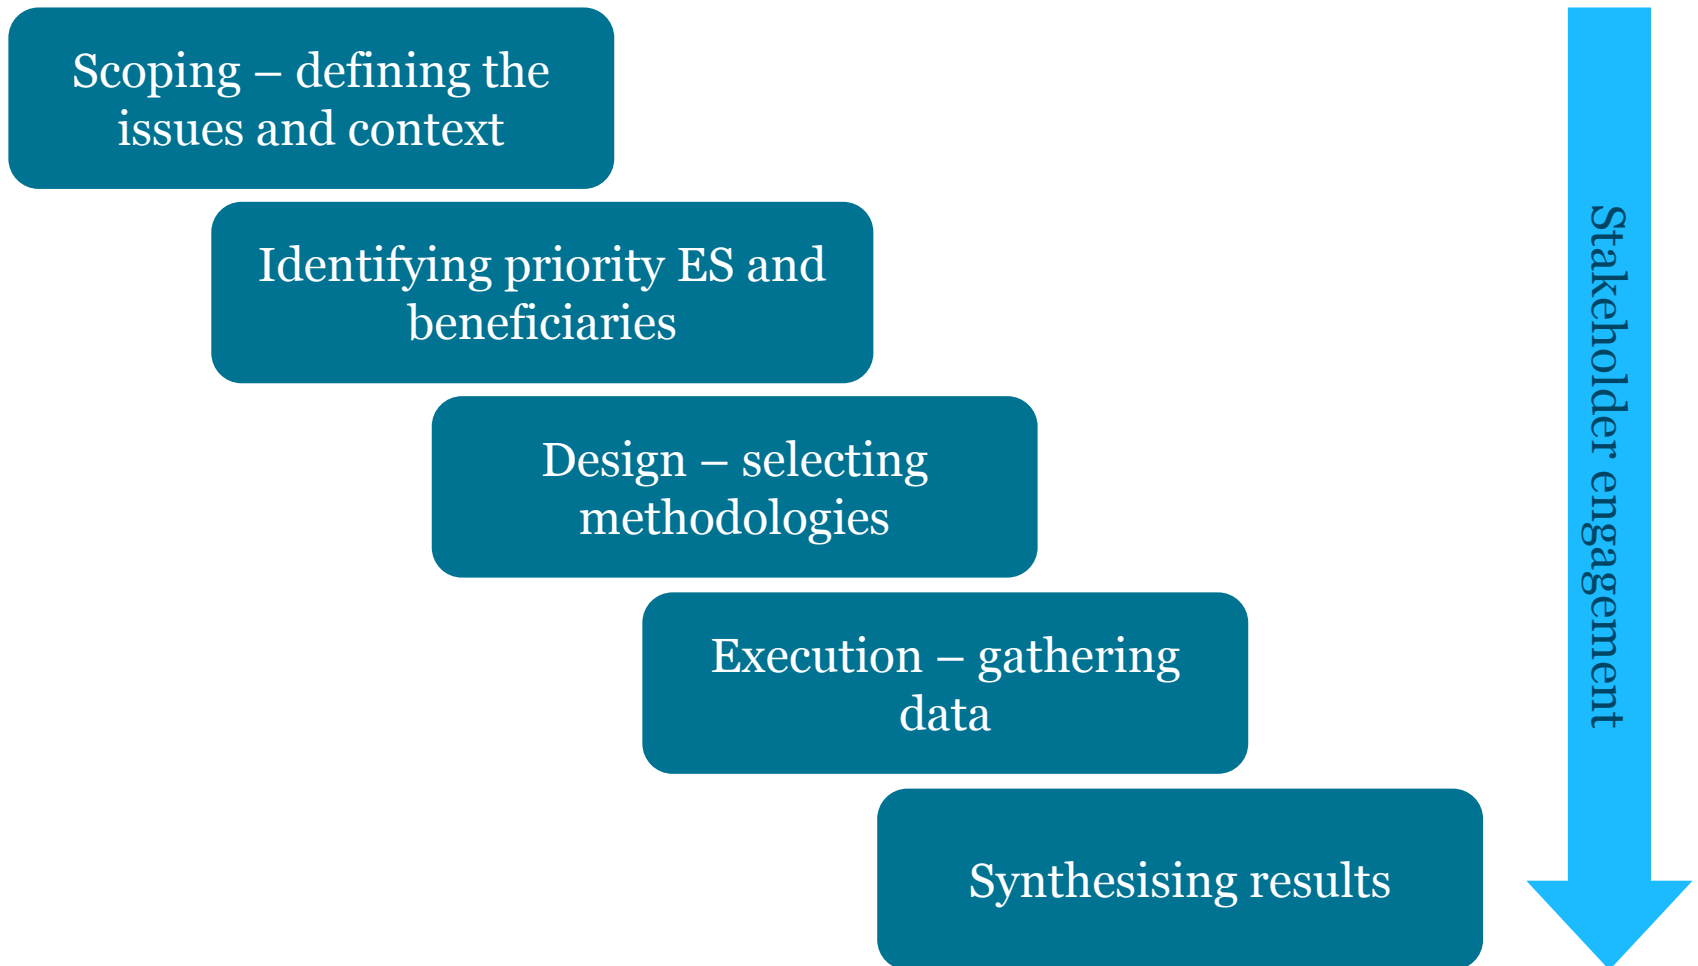 Scoping – defining the
issues and context
Identifying priority ES and
beneficiaries
Design – selecting
methodologies
Execution – gathering
data
Synthesising results
Stakeholder engagement